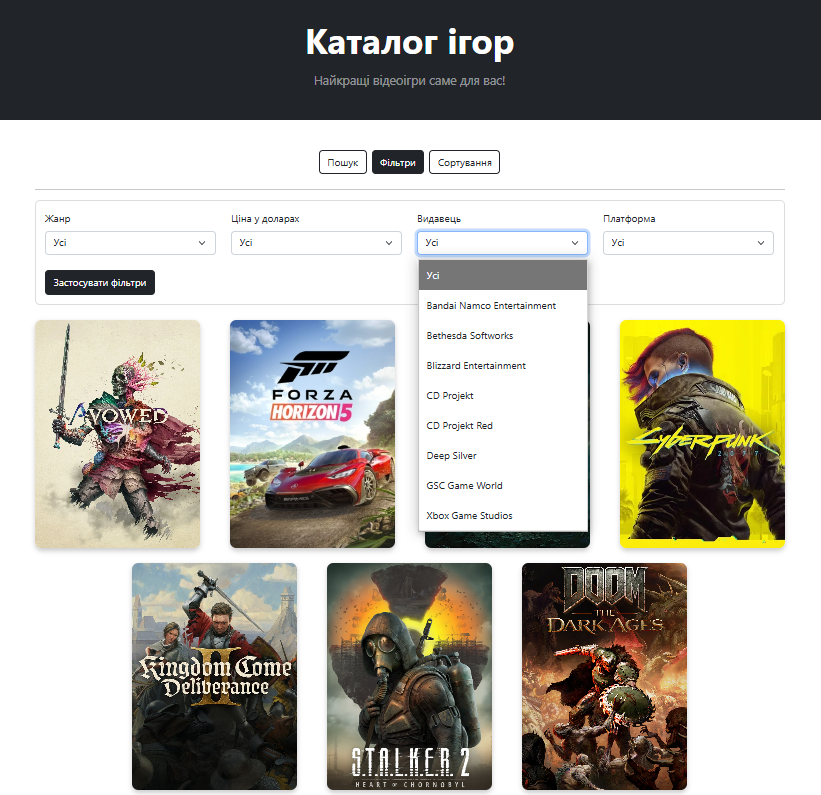 Каталог ігор
Найкращі відеоігри саме для вас!
Пошук Фільтри Сортування
Жанр Ціна у доларах Видавець Платформа
Усі Усі Усі Усі
Застосувати фільтри
Усі
Bandai Namco Entertainment
Bethesda Softworks
Blizzard Entertainment
CD Projekt
CD Projekt Red
Deep Silver
GSC Game World
Xbox Game Studios
AVOWED
FORZA
HORIZON 5
Cyberpunk
2077
Kingdom Come
II
Deliverance
S.T.A.L.K.E.R. 2
HEART OF CHORNOBYL
DOOM
THE
DARK AGES